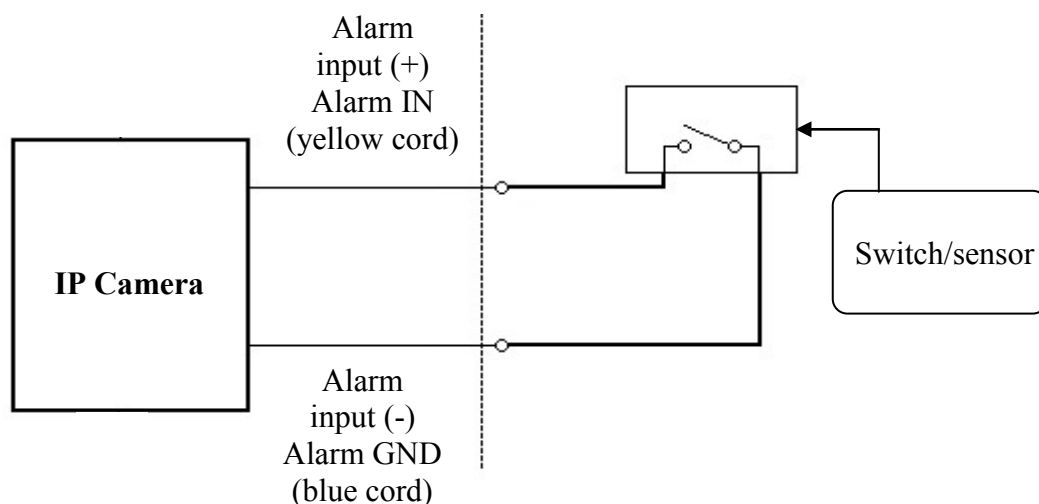 Alarm
input (+)
Alarm IN
(yellow cord)
IP Camera
Switch/sensor
Alarm
input (-)
Alarm GND
(blue cord)